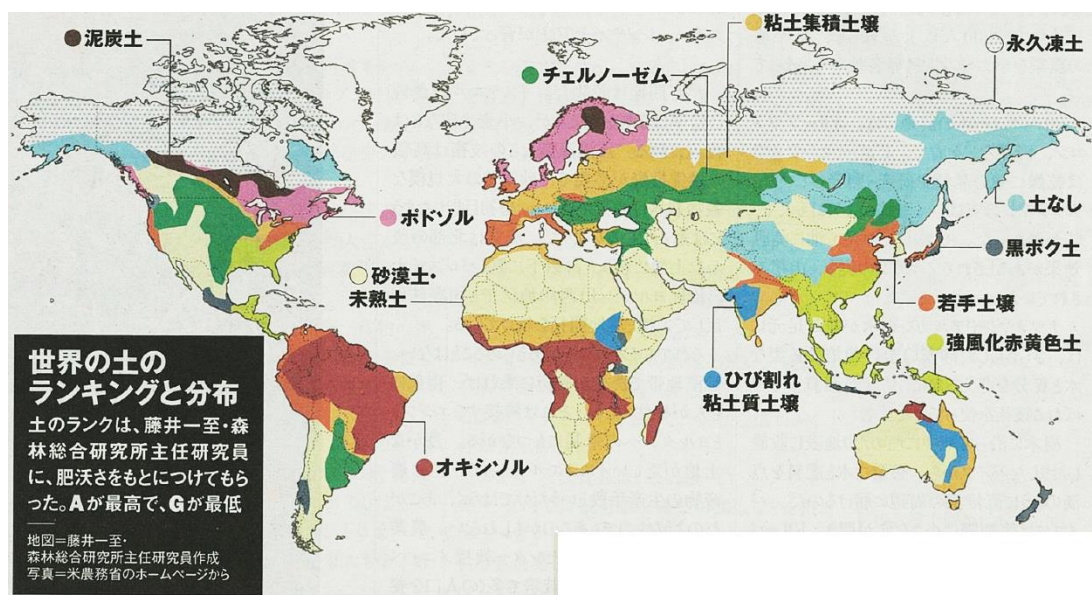 泥炭土
粘土集積土壌
永久凍土
チェルノーゼム
ポドゾル
土なし
黒ボク土
砂漠土・
未熟土
若手土壌
強風化赤黄色土
ひび割れ
粘土質土壌
オキシソル
世界の土の
ランキングと分布
土のランクは、藤井一至・森
林総合研究所主任研究員
に、肥沃さをもとにつけてもら
った。Aが最高で、Gが最低
地図=藤井一至・
森林総合研究所主任研究員作成
写真=米農務省のホームページから